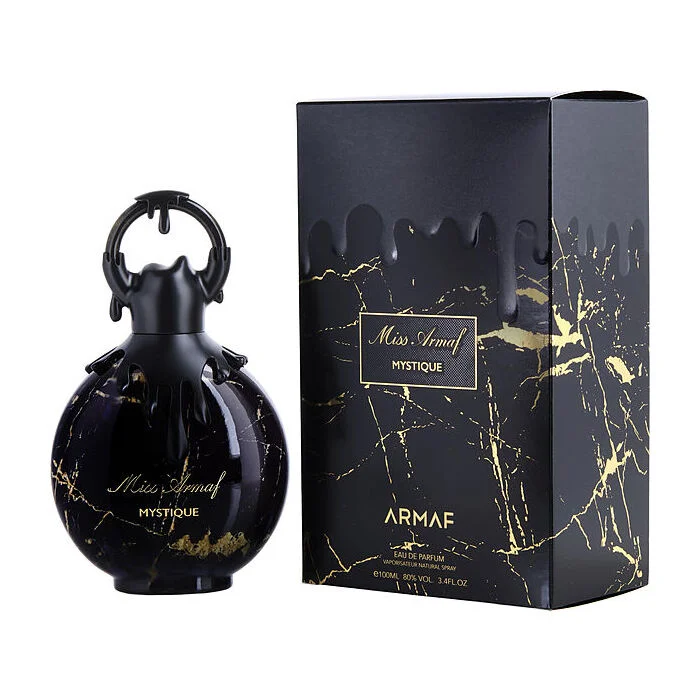 Miss Armaf
MYSTIQUE
Miss Armaf
MYSTIQUE
ARMAF
EAU DE PARFUM
VAPORISATEUR NATURAL SPRAY
℮100ML 80% VOL. 3.4FL.OZ